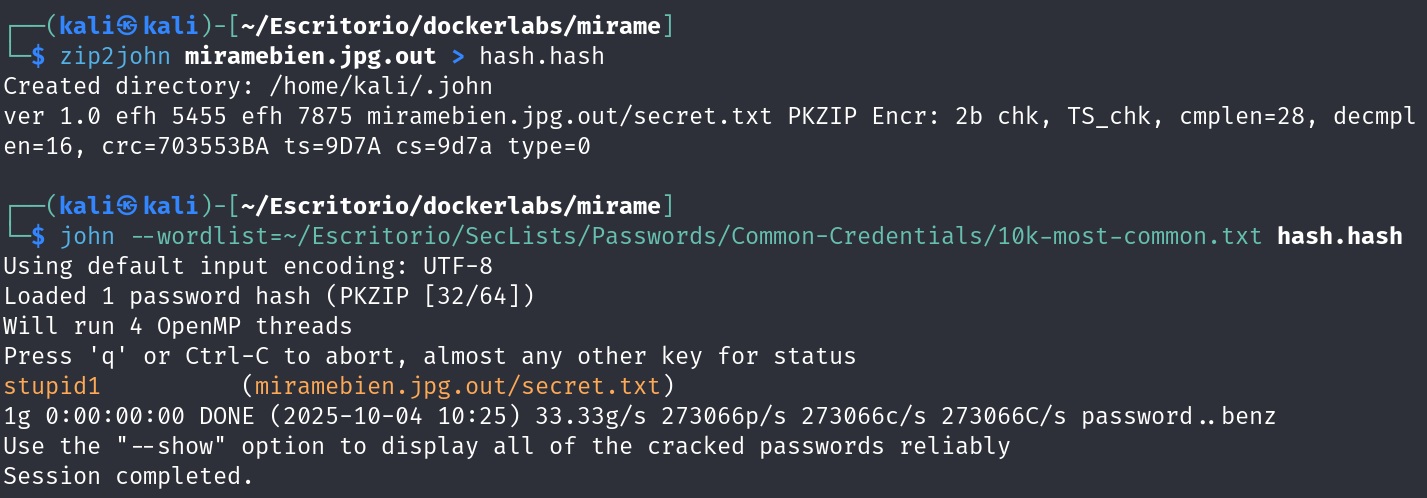 ┌──(kali㉿kali)-[~/Escritorio/dockerlabs/mirame]
└─$ zip2john miramebien.jpg.out > hash.hash
Created directory: /home/kali/.john
ver 1.0 efh 5455 efh 7875 miramebien.jpg.out/secret.txt PKZIP Encr: 2b chk, TS_chk, cmplen=28, decmpl
en=16, crc=703553BA ts=9D7A cs=9d7a type=0
┌──(kali㉿kali)-[~/Escritorio/dockerlabs/mirame]
└─$ john --wordlist=~/Escritorio/SecLists/Passwords/Common-Credentials/10k-most-common.txt hash.hash
Using default input encoding: UTF-8
Loaded 1 password hash (PKZIP [32/64])
Will run 4 OpenMP threads
Press 'q' or Ctrl-C to abort, almost any other key for status
stupid1          (miramebien.jpg.out/secret.txt)
1g 0:00:00:00 DONE (2025-10-04 10:25) 33.33g/s 273066p/s 273066c/s 273066C/s password..benz
Use the "--show" option to display all of the cracked passwords reliably
Session completed.